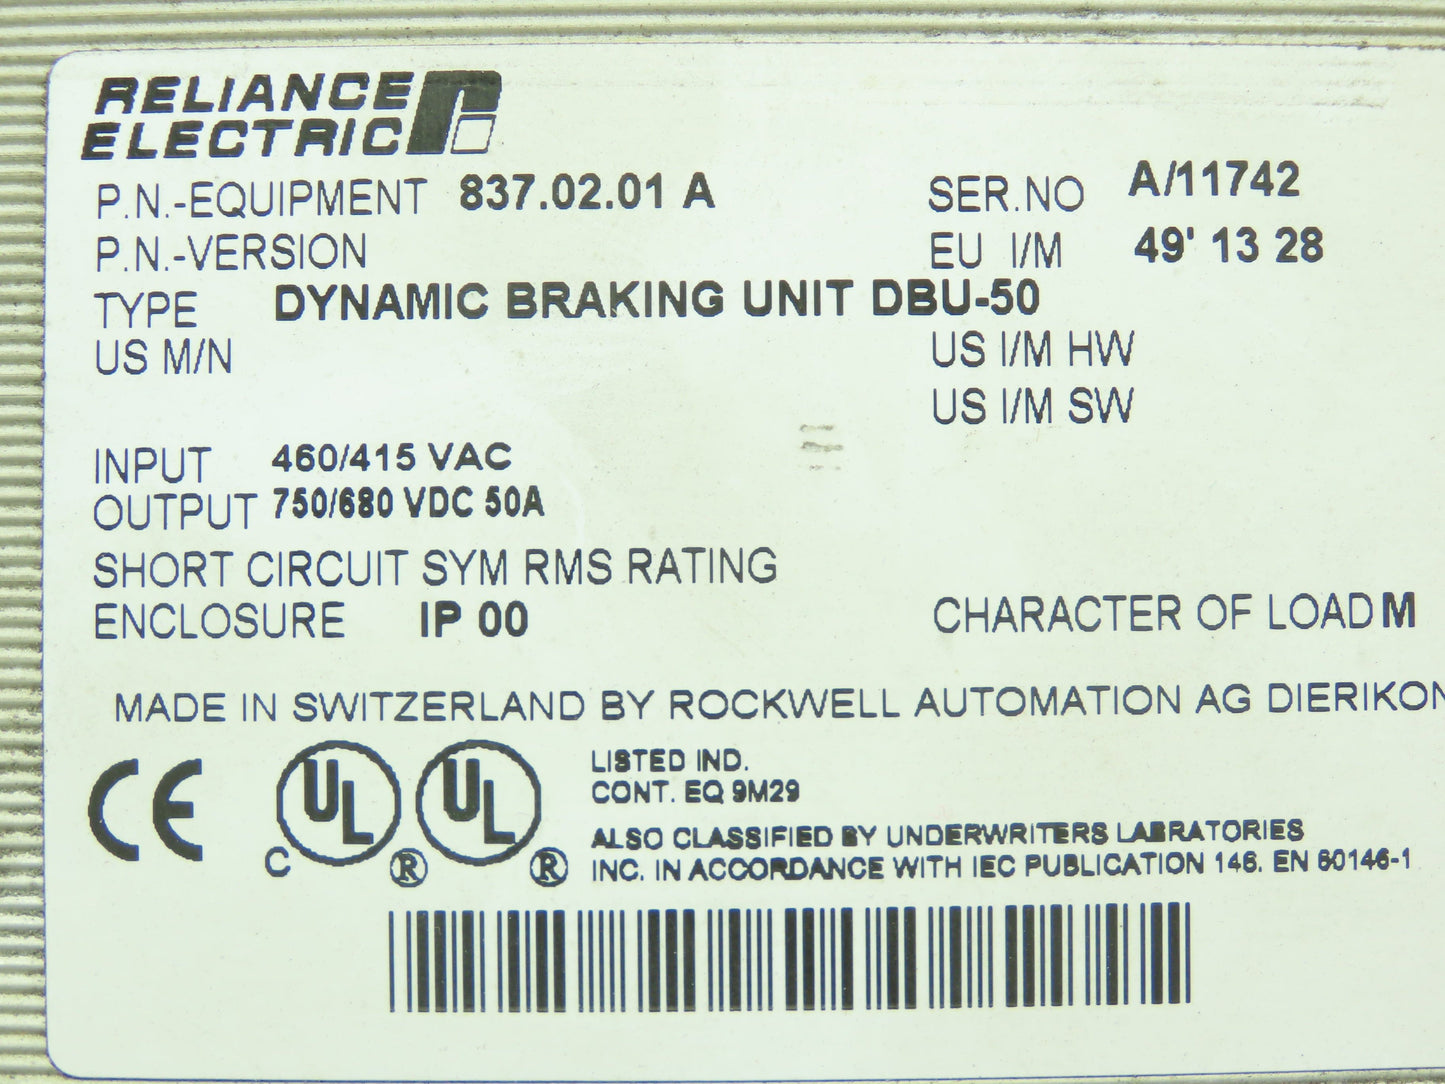 RELIANCE
ELECTRIC
P.N.-EQUIPMENT 837.02.01 A SER.NO A/11742
P.N.-VERSION EU I/M 49' 13 28
TYPE DYNAMIC BRAKING UNIT DBU-50
US M/N US I/M HW
US I/M SW
INPUT 460/415 VAC
OUTPUT 750/680 VDC 50A
SHORT CIRCUIT SYM RMS RATING
ENCLOSURE IP 00 CHARACTER OF LOAD M
MADE IN SWITZERLAND BY ROCKWELL AUTOMATION AG DIERIKON
CE C UL ® UL ®
LISTED IND.
CONT. EQ 9M29
ALSO CLASSIFIED BY UNDERWRITERS LABRATORIES
INC. IN ACCORDANCE WITH IEC PUBLICATION 146. EN 60146-1